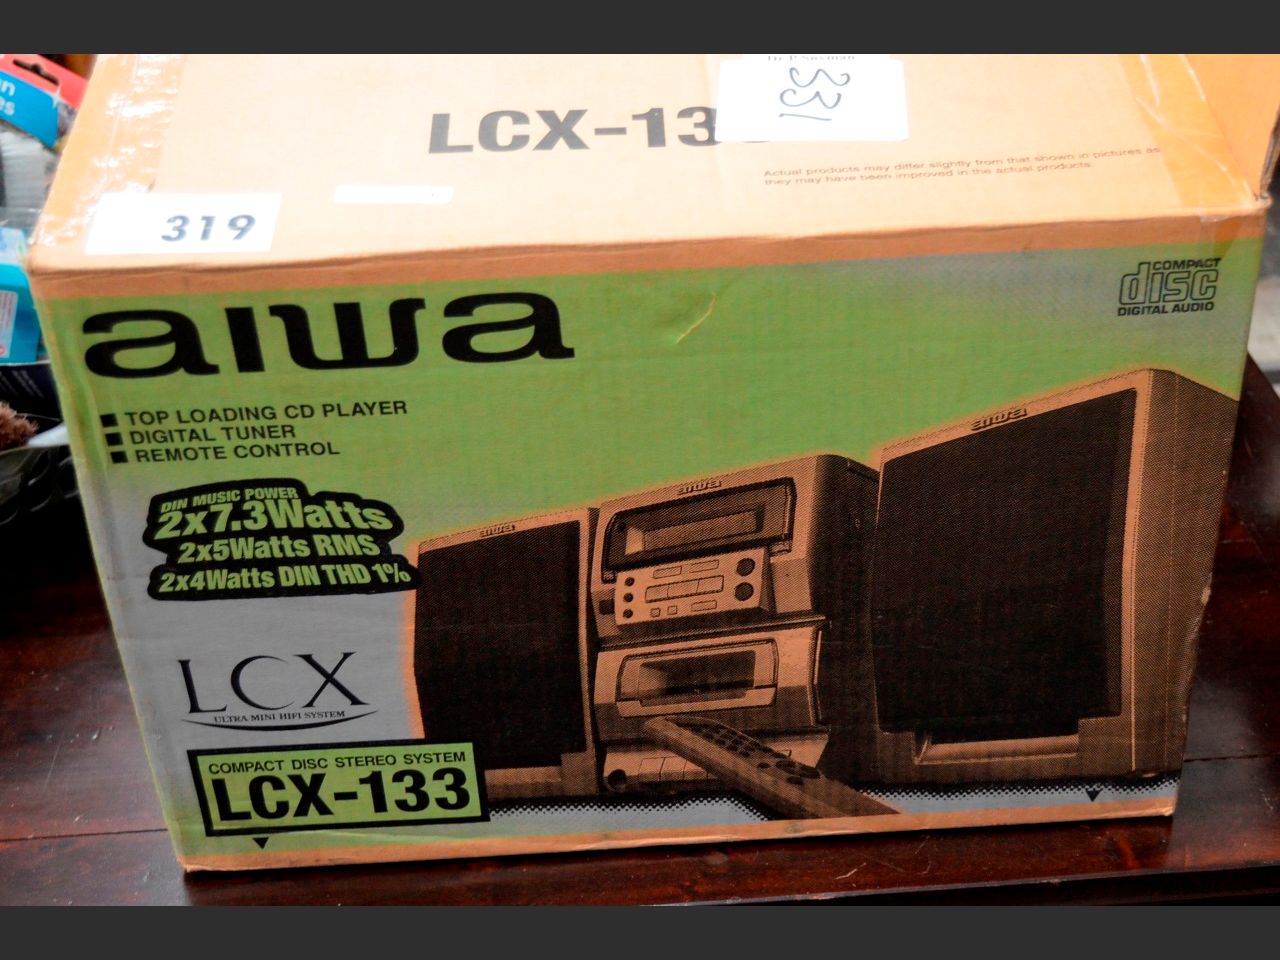 331
LCX-13
Actual products may differ slightly from that shown in pictures as
they may have been improved in the actual products.
319
aiwa
COMPACT
disc
DIGITAL AUDIO
TOP LOADING CD PLAYER
DIGITAL TUNER
REMOTE CONTROL
aiwa
aiwa
aiwa
DIN MUSIC POWER
2x7.3Watts
2x5Watts RMS
2x4Watts DIN THD 1%
LCX
ULTRA MINI HIFI SYSTEM
COMPACT DISC STEREO SYSTEM
LCX-133